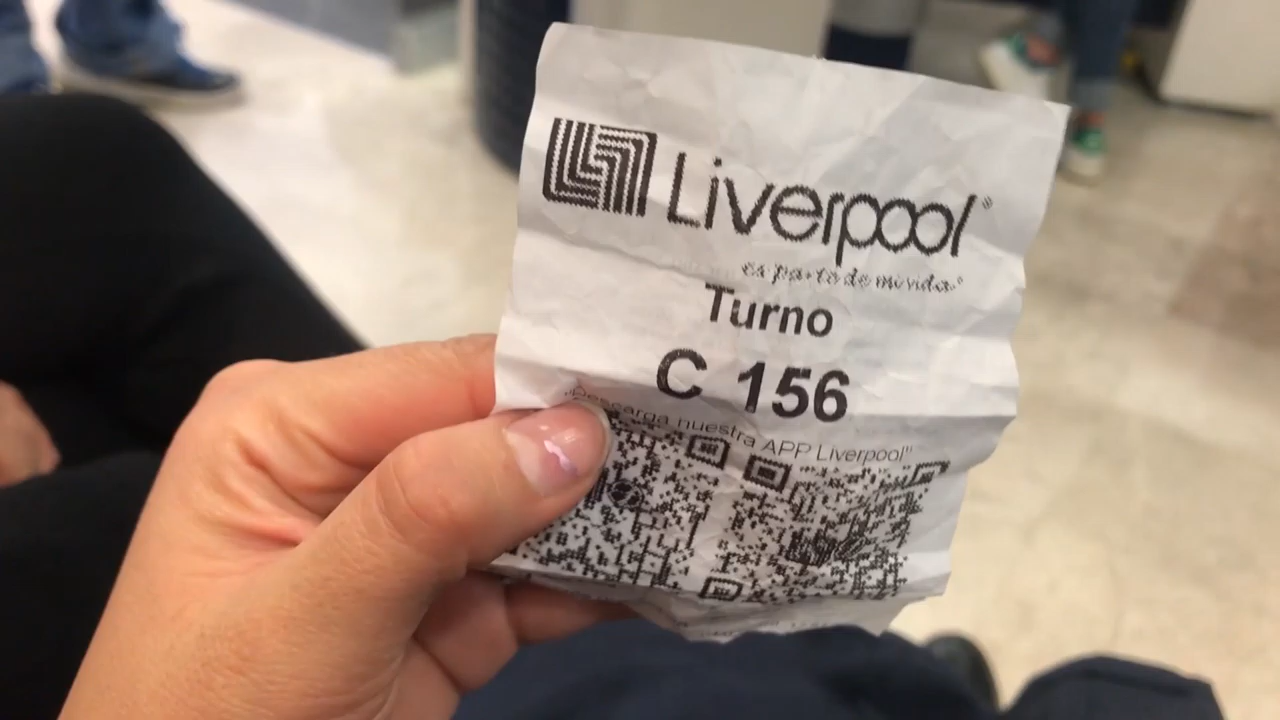 Liverpool®
es parte de mi vida®
Turno
C 156
"Descarga nuestra APP Liverpool"